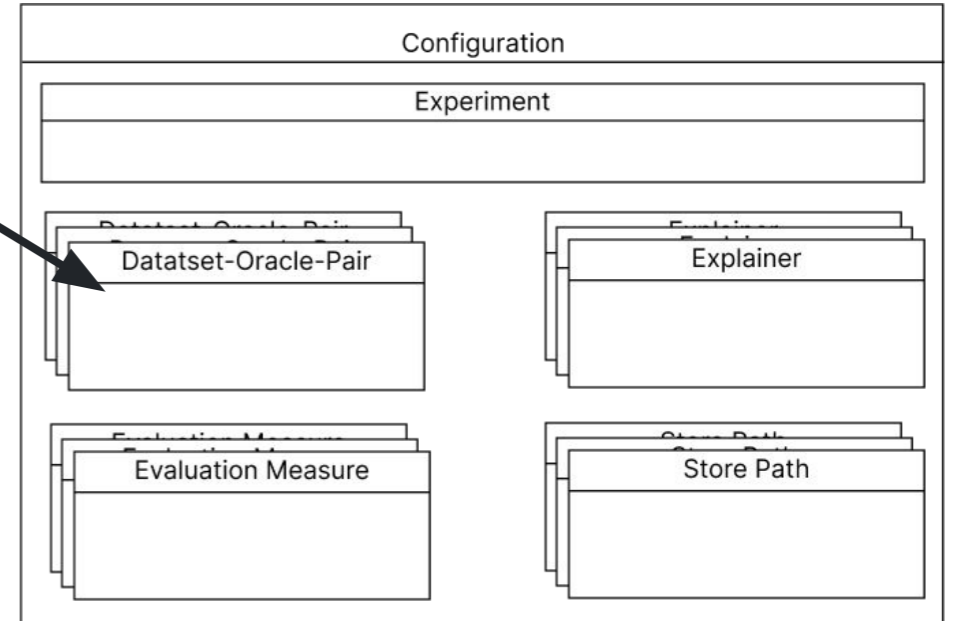 Configuration
Experiment
Datatset-Oracle-Pair
Explainer
Evaluation Measure
Store Path